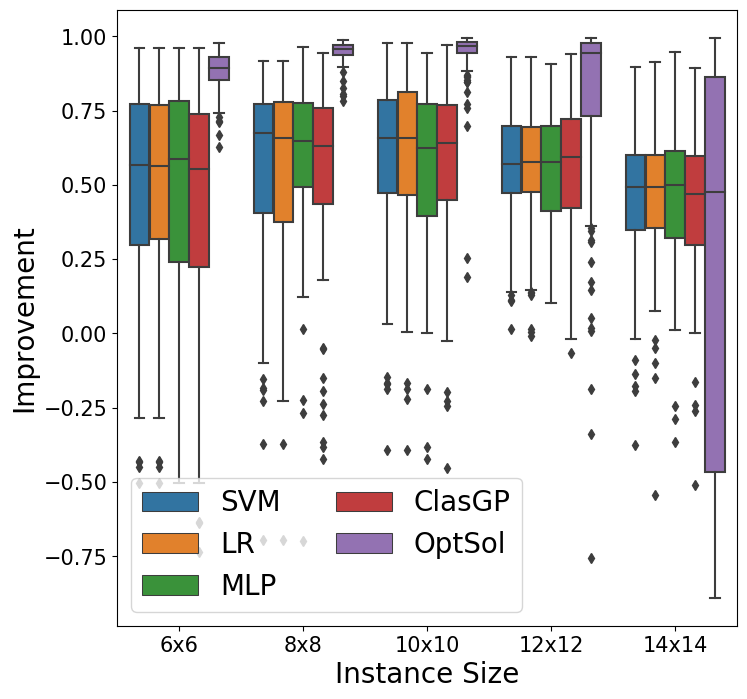 1.00
0.75
0.50
0.25
0.00
−0.25
−0.50
−0.75
Improvement
SVM
LR
MLP
ClasGP
OptSol
6x6 8x8 10x10 12x12 14x14
Instance Size